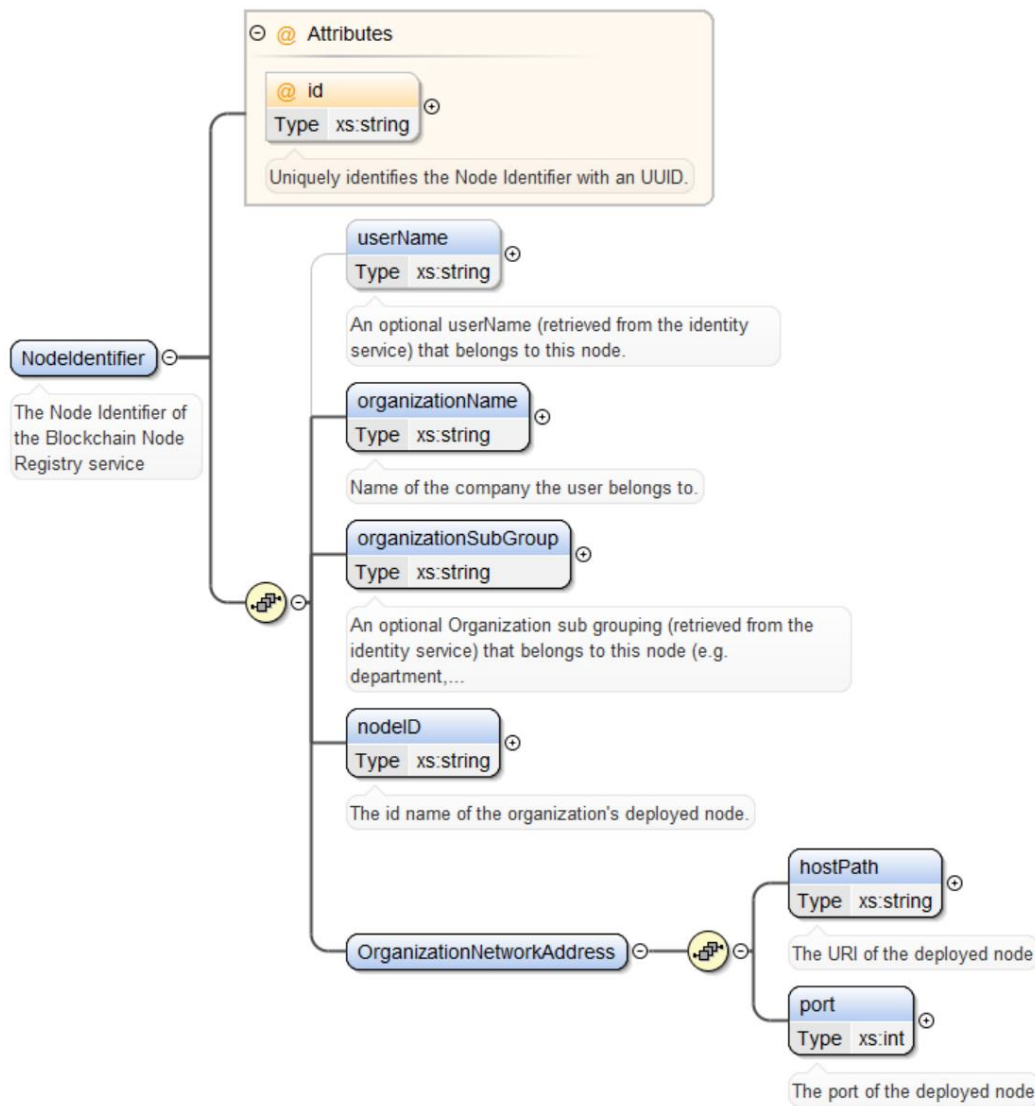 @ Attributes
@ id
Type xs:string
Uniquely identifies the Node Identifier with an UUID.
userName
Type xs:string
An optional userName (retrieved from the identity
service) that belongs to this node.
NodeIdentifier
The Node Identifier of
the Blockchain Node
Registry service
organizationName
Type xs:string
Name of the company the user belongs to.
organizationSubGroup
Type xs:string
An optional Organization sub grouping (retrieved from the
identity service) that belongs to this node (e.g.
department,...
nodeID
Type xs:string
The id name of the organization's deployed node.
OrganizationNetworkAddress
hostPath
Type xs:string
The URI of the deployed node
port
Type xs:int
The port of the deployed node